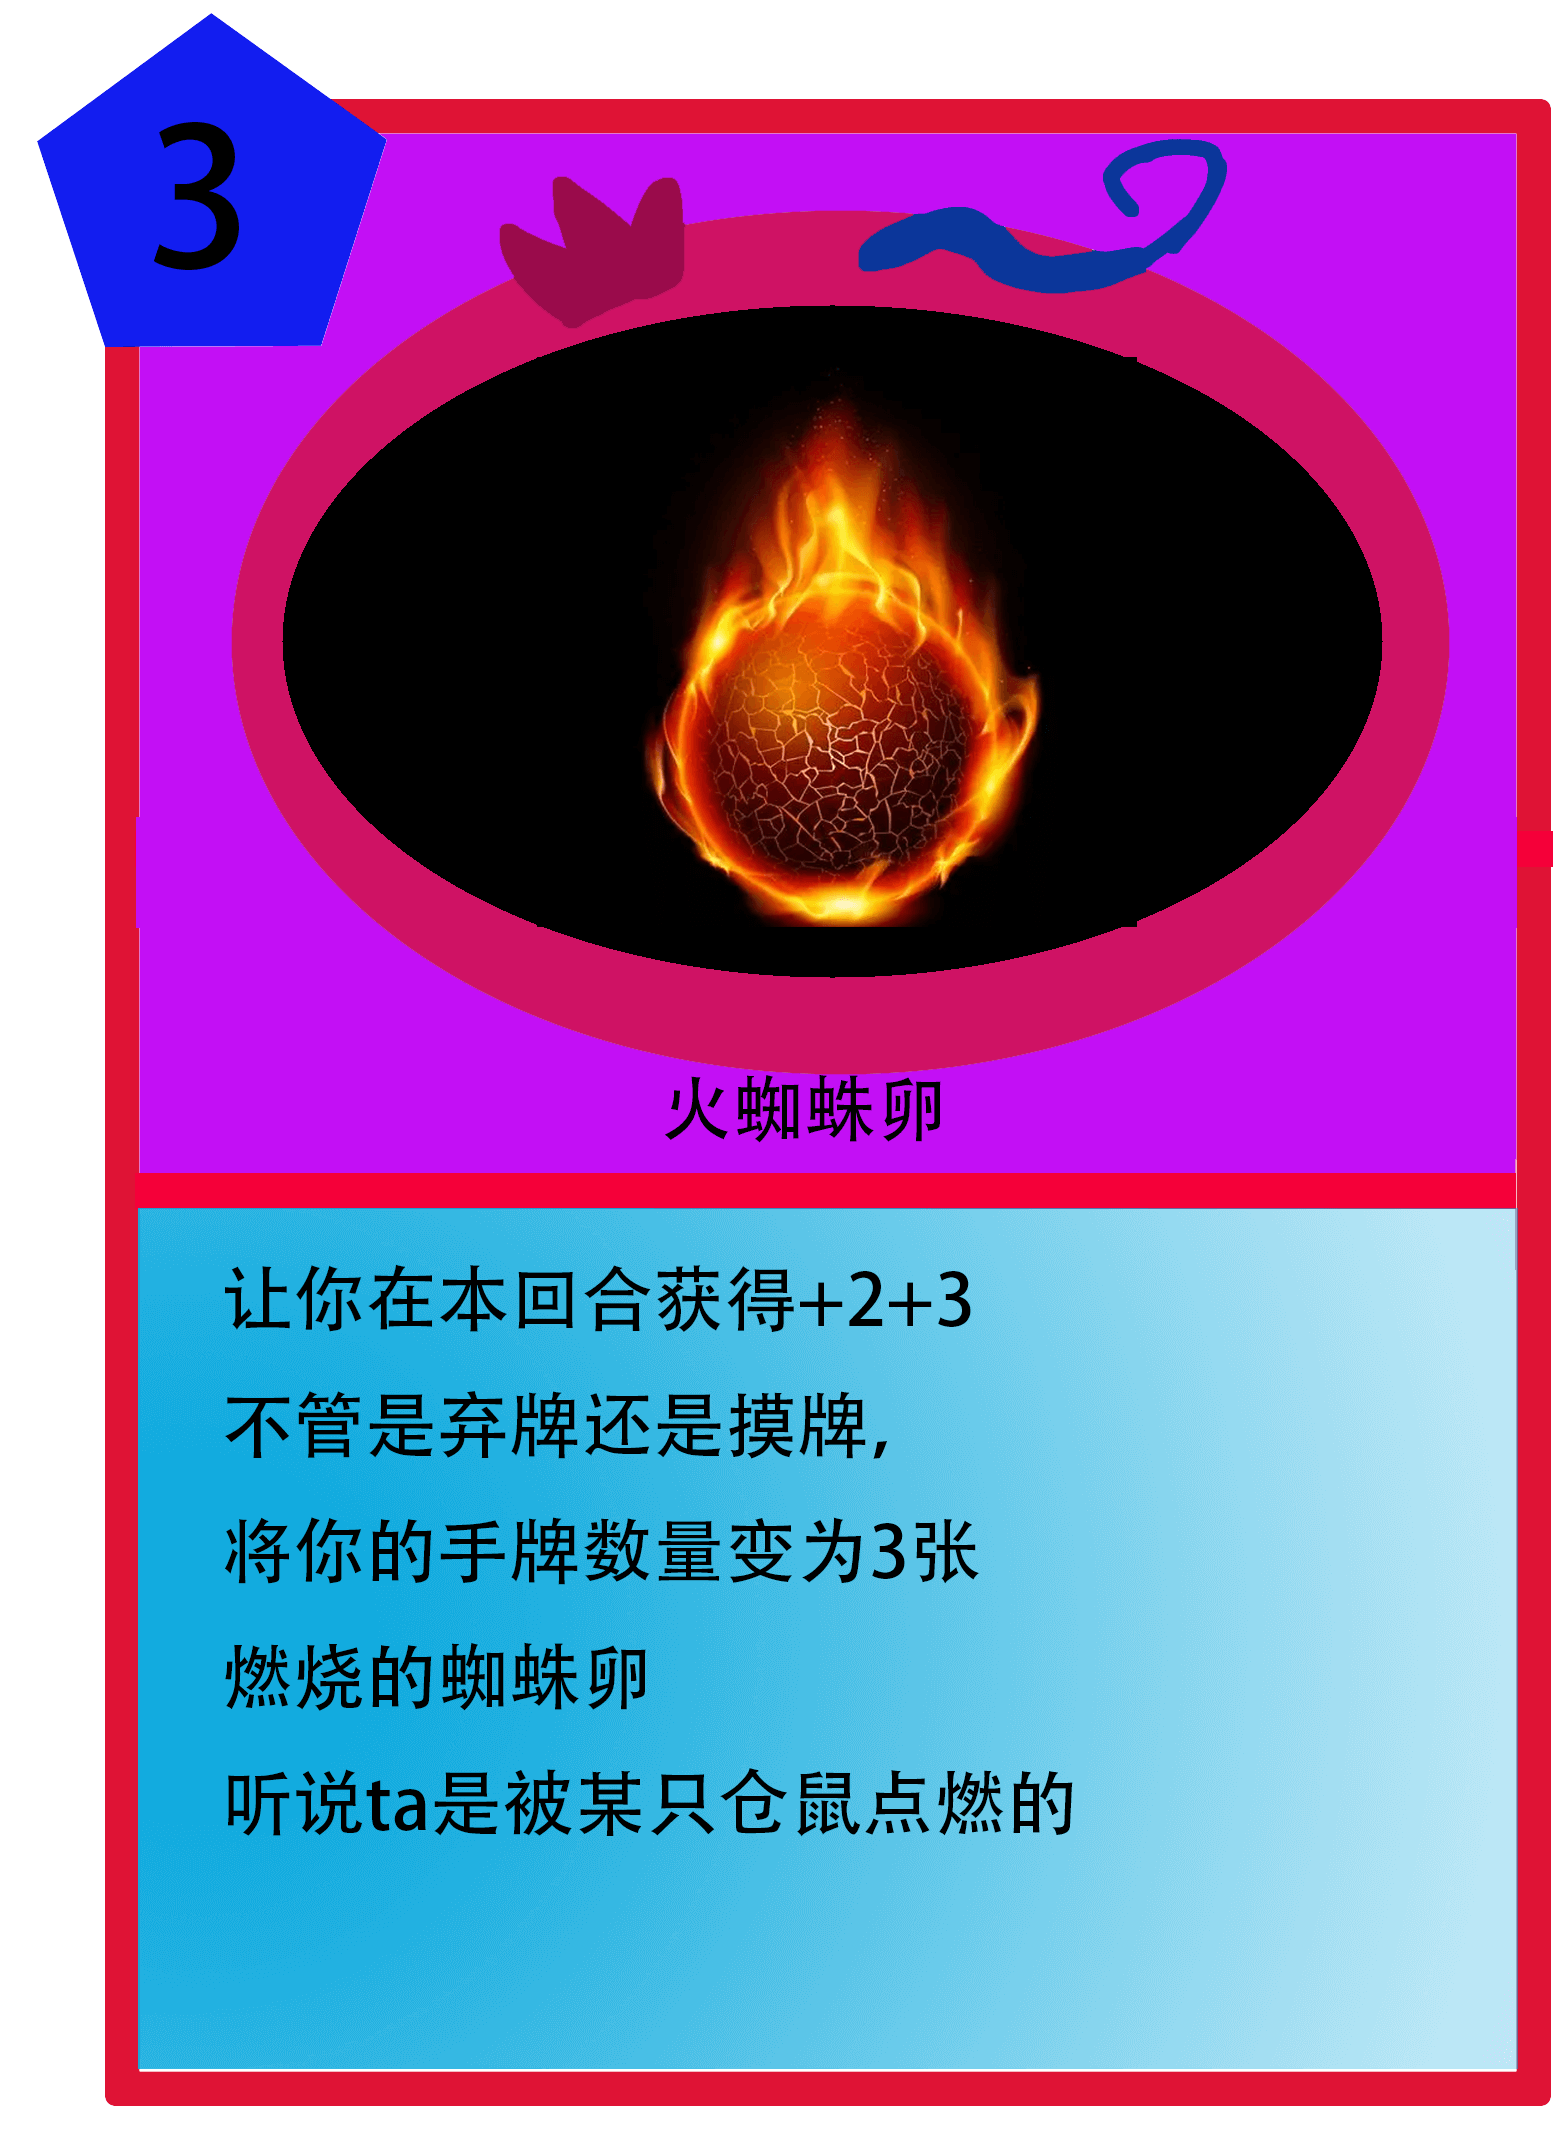 3
火蜘蛛卵
让你在本回合获得+2+3
不管是弃牌还是摸牌,
将你的手牌数量变为3张
燃烧的蜘蛛卵
听说ta是被某只仓鼠点燃的